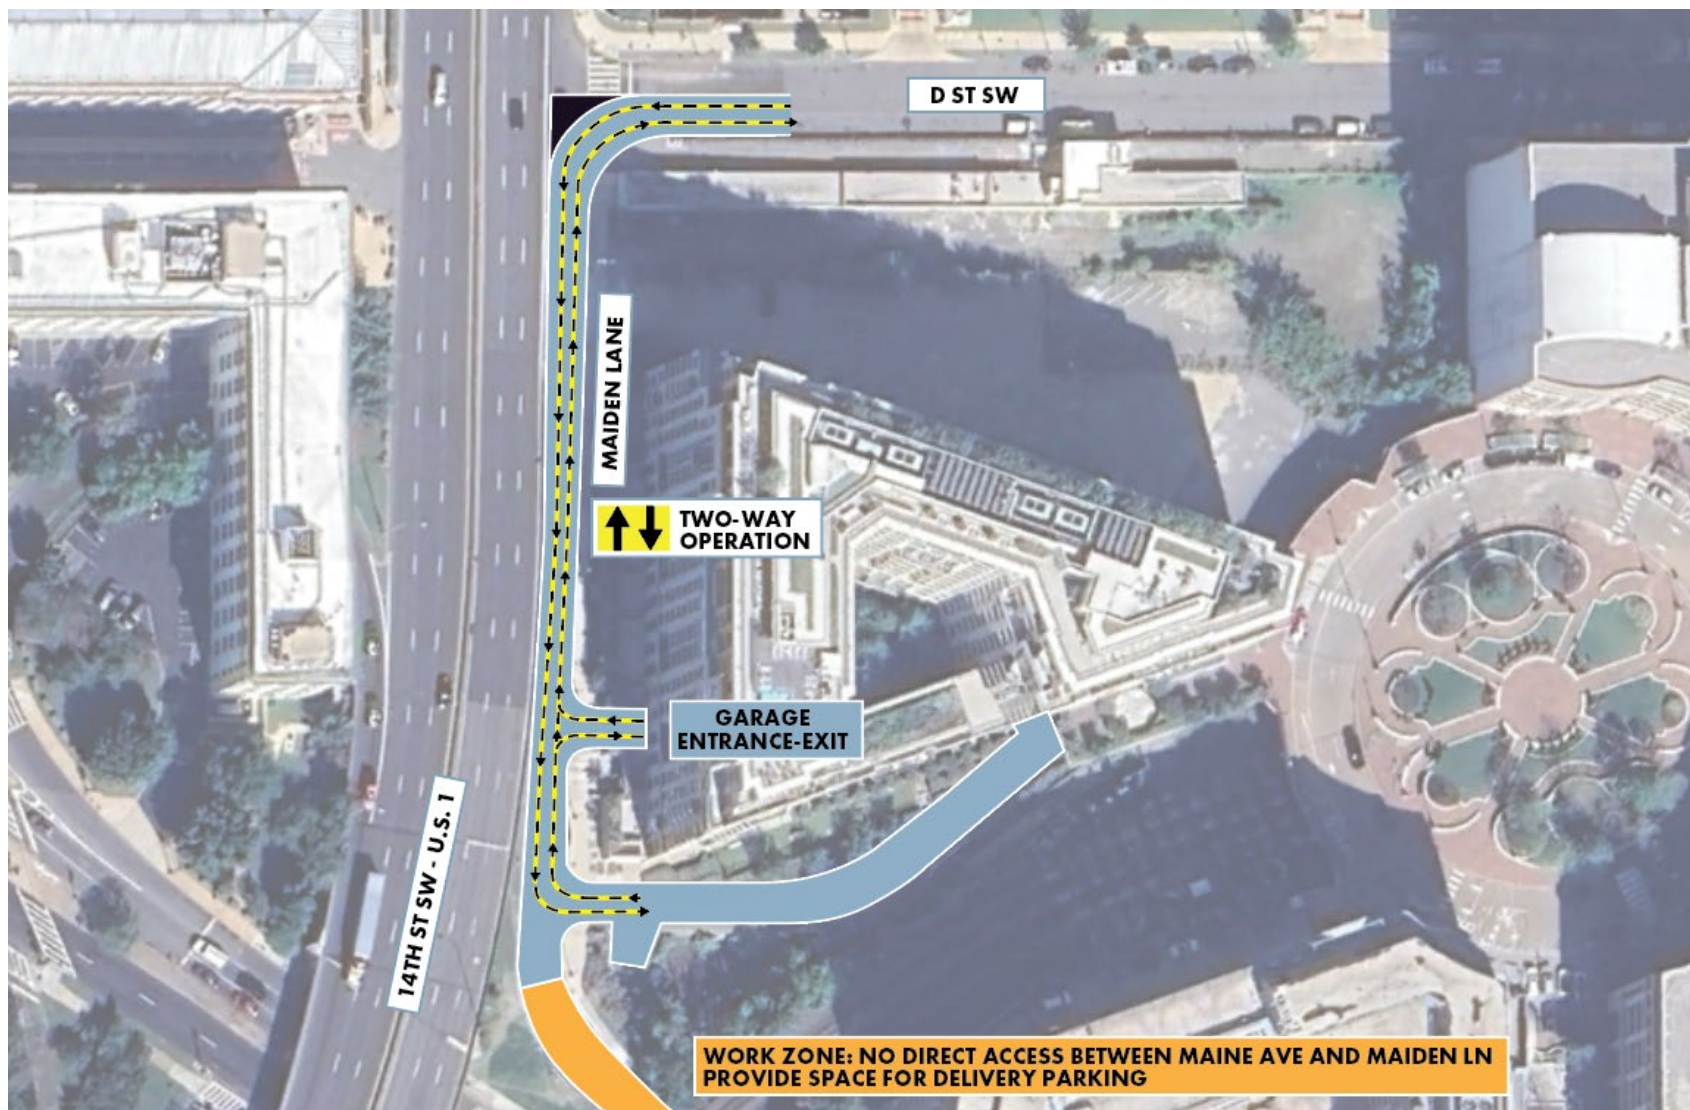 D ST SW
MAIDEN LANE
TWO-WAY
OPERATION
GARAGE
ENTRANCE-EXIT
14TH ST SW - U.S. 1
WORK ZONE: NO DIRECT ACCESS BETWEEN MAINE AVE AND MAIDEN LN
PROVIDE SPACE FOR DELIVERY PARKING